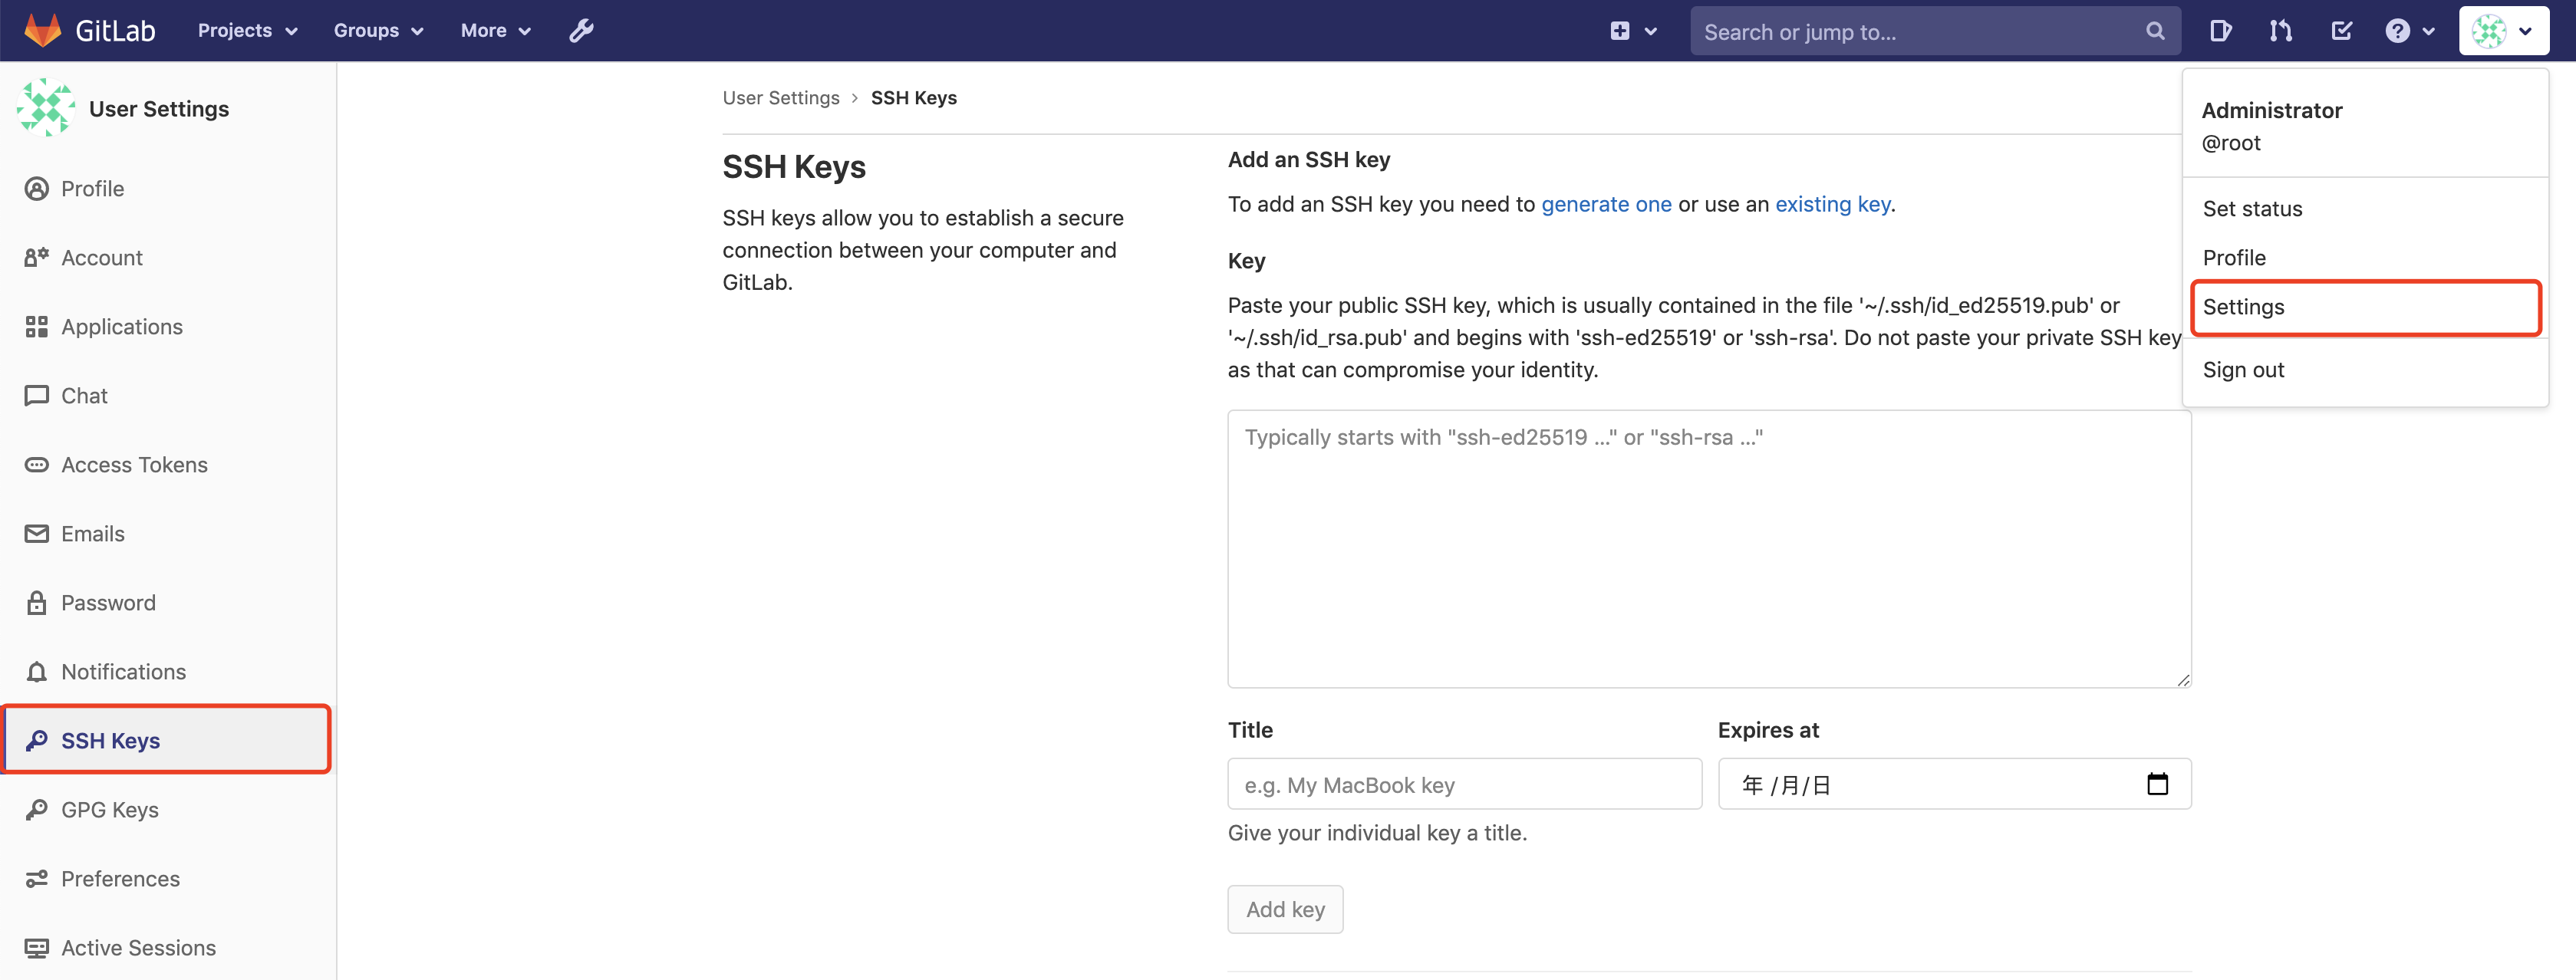 GitLab
Projects
Groups
More
Search or jump to...
User Settings
Profile
Account
Applications
Chat
Access Tokens
Emails
Password
Notifications
SSH Keys
GPG Keys
Preferences
Active Sessions
User Settings › SSH Keys
SSH Keys
SSH keys allow you to establish a secure
connection between your computer and
GitLab.
Add an SSH key
To add an SSH key you need to generate one or use an existing key.
Key
Paste your public SSH key, which is usually contained in the file '~/.ssh/id_ed25519.pub' or
'~/.ssh/id_rsa.pub' and begins with 'ssh-ed25519' or 'ssh-rsa'. Do not paste your private SSH key
as that can compromise your identity.
Typically starts with "ssh-ed25519 ..." or "ssh-rsa ..."
Title
Expires at
e.g. My MacBook key
年 /月/日
Give your individual key a title.
Add key
Administrator
@root
Set status
Profile
Settings
Sign out